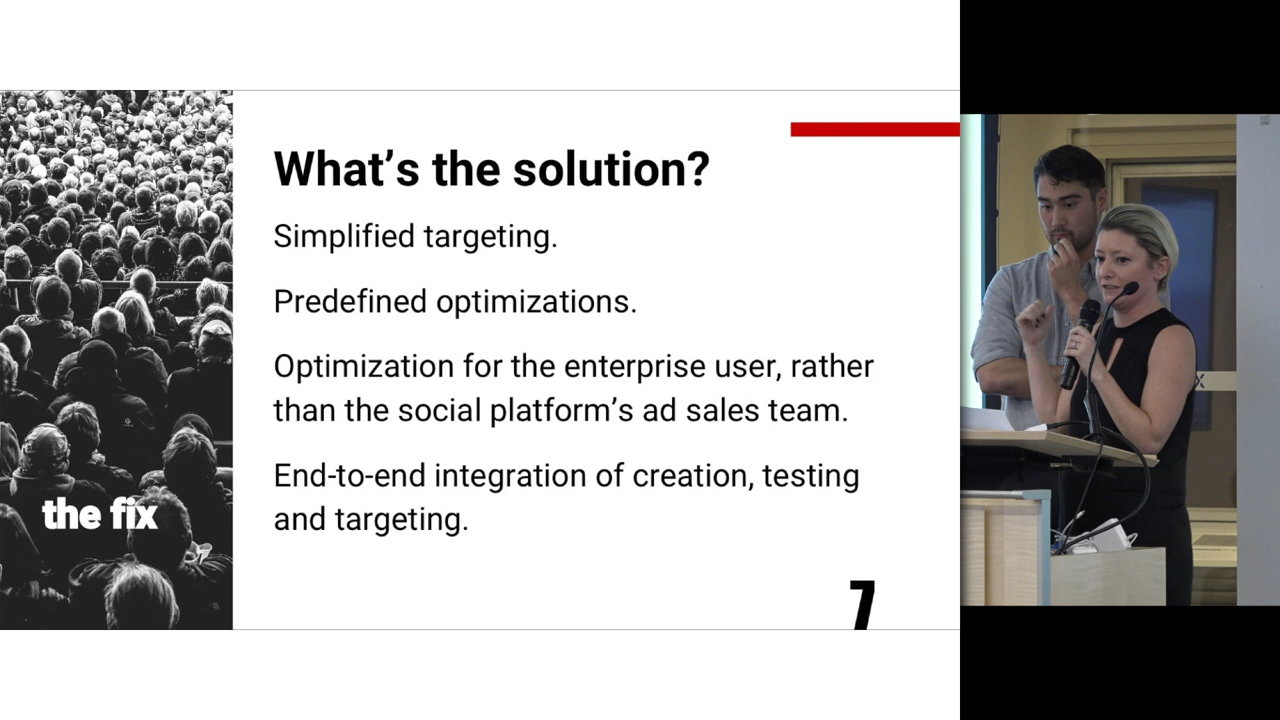 What's the solution?
Simplified targeting.
Predefined optimizations.
Optimization for the enterprise user, rather
than the social platform's ad sales team.
End-to-end integration of creation, testing
and targeting.
the fix
7
X